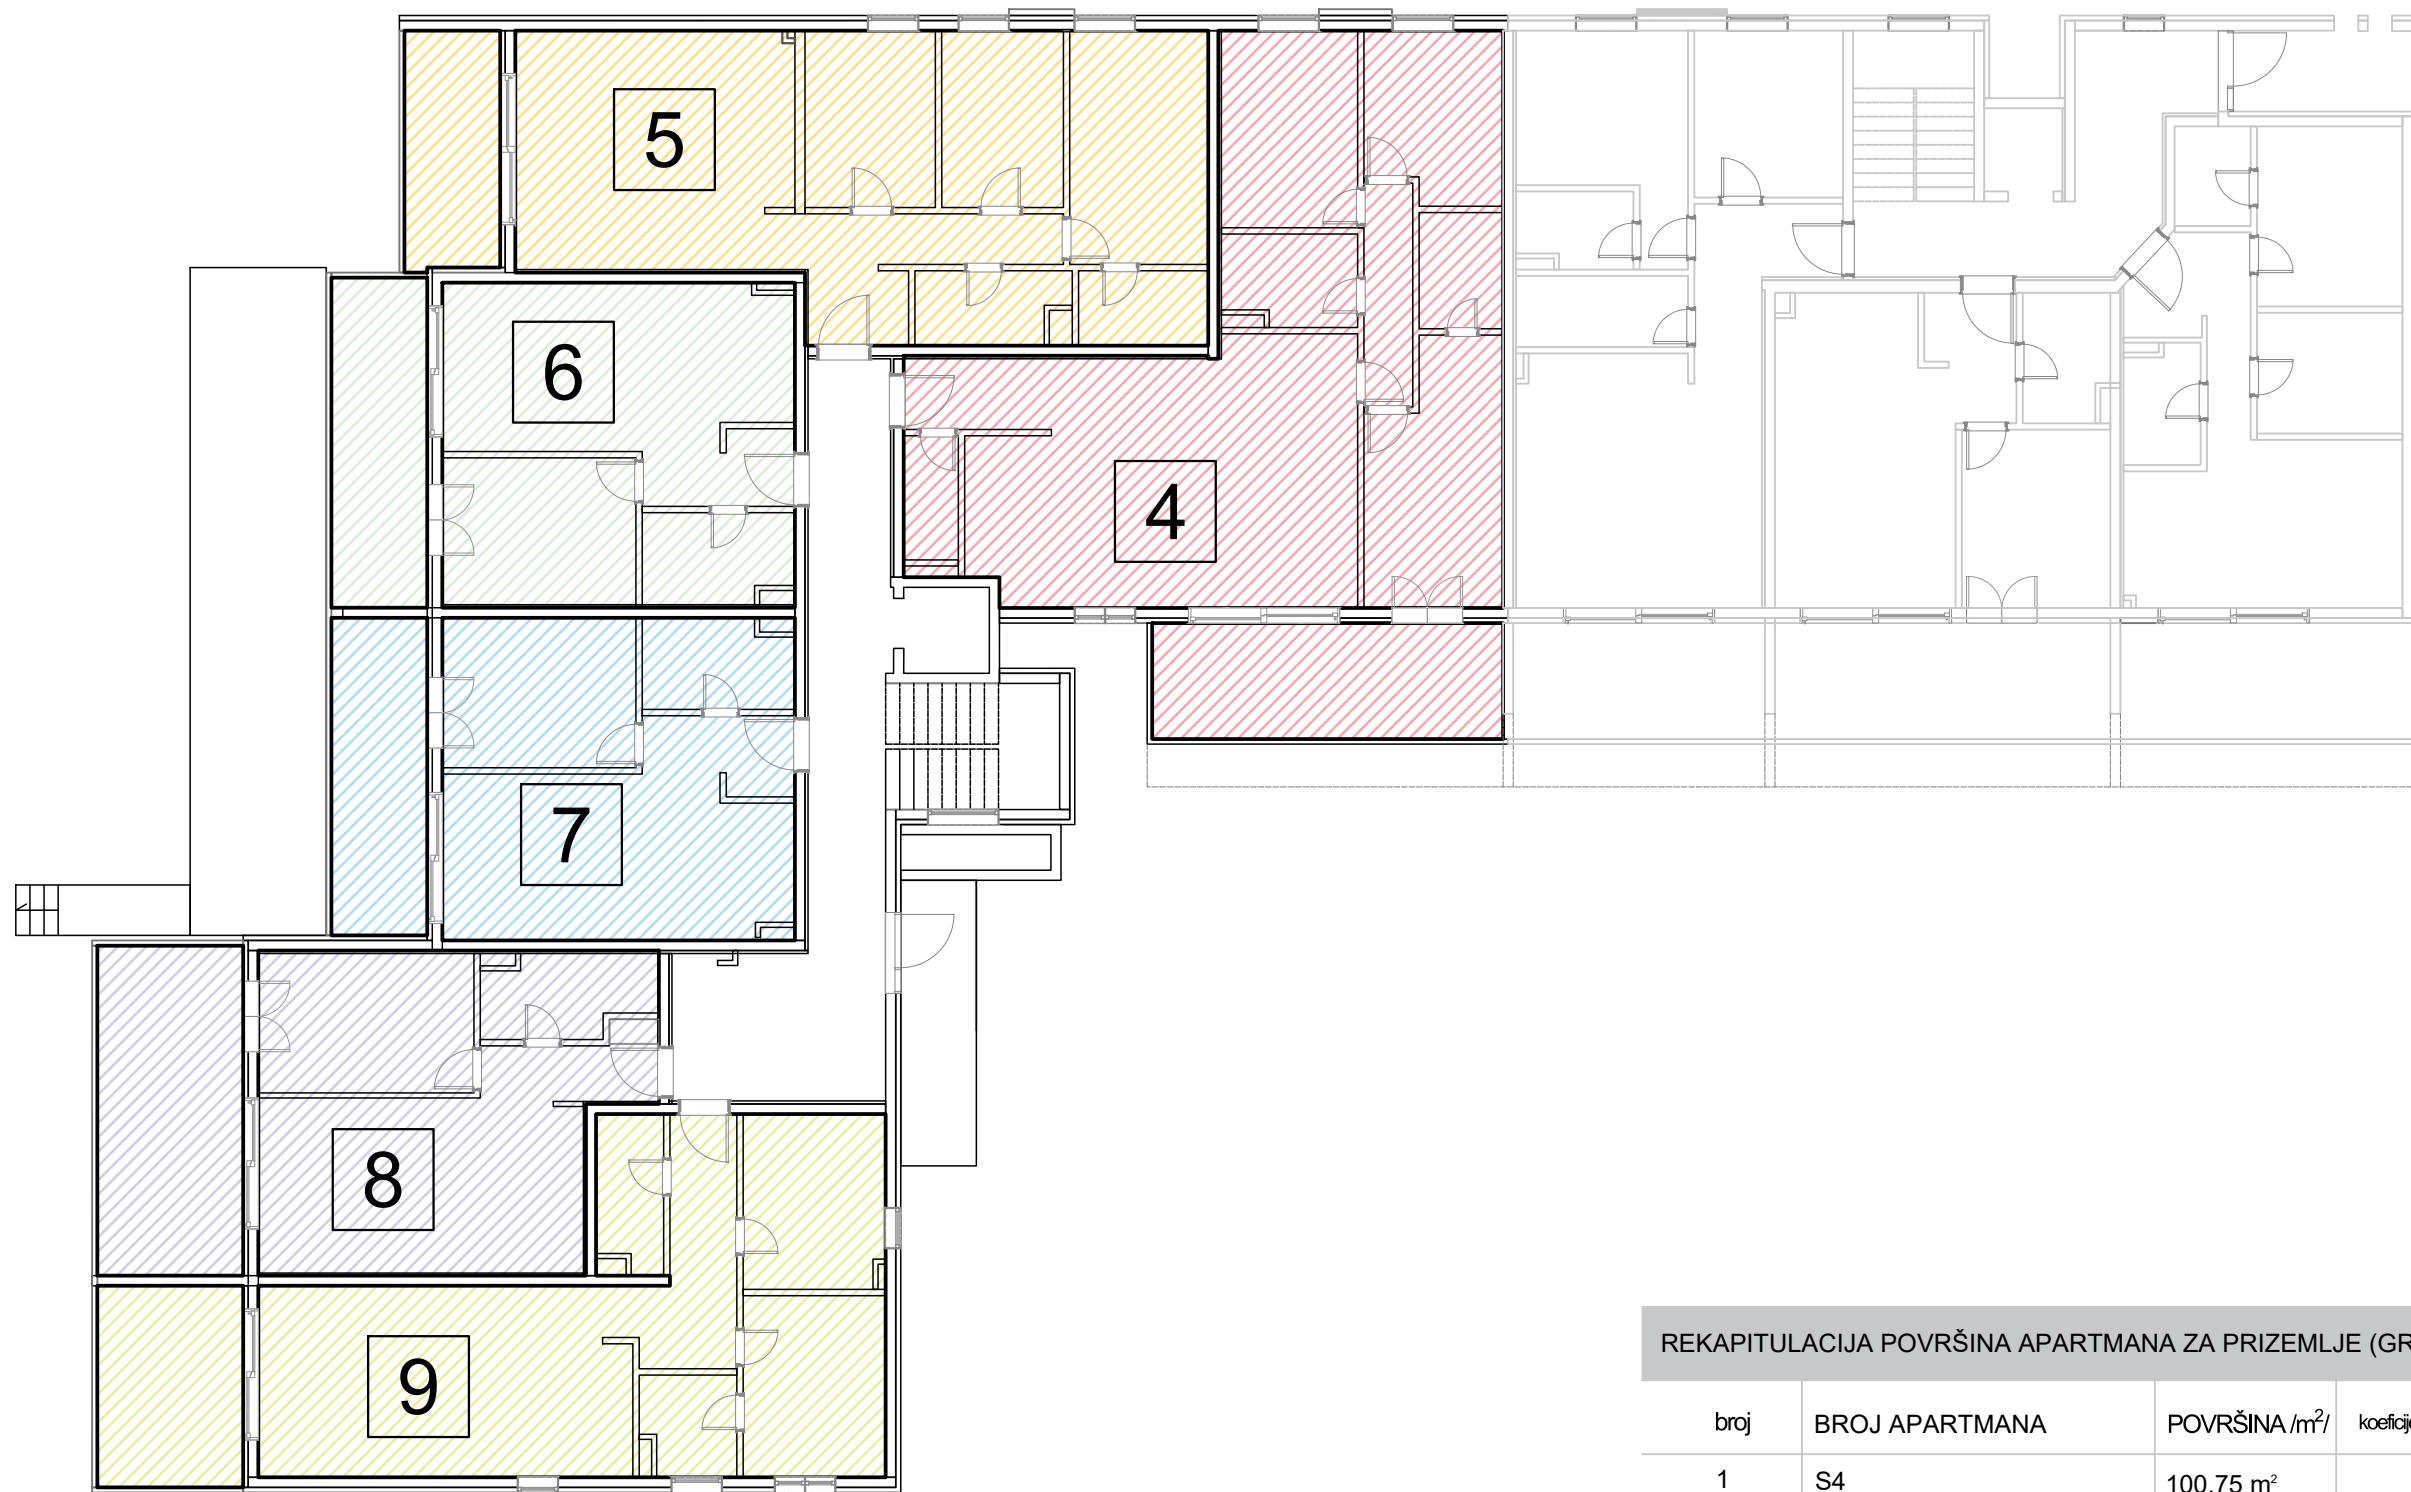 5
6
4
7
8
9
REKAPITULACIJA POVRŠINA APARTMANA ZA PRIZEMLJE (GR
broj BROJ APARTMANA POVRŠINA /m²/
1 S4 100.75 m²